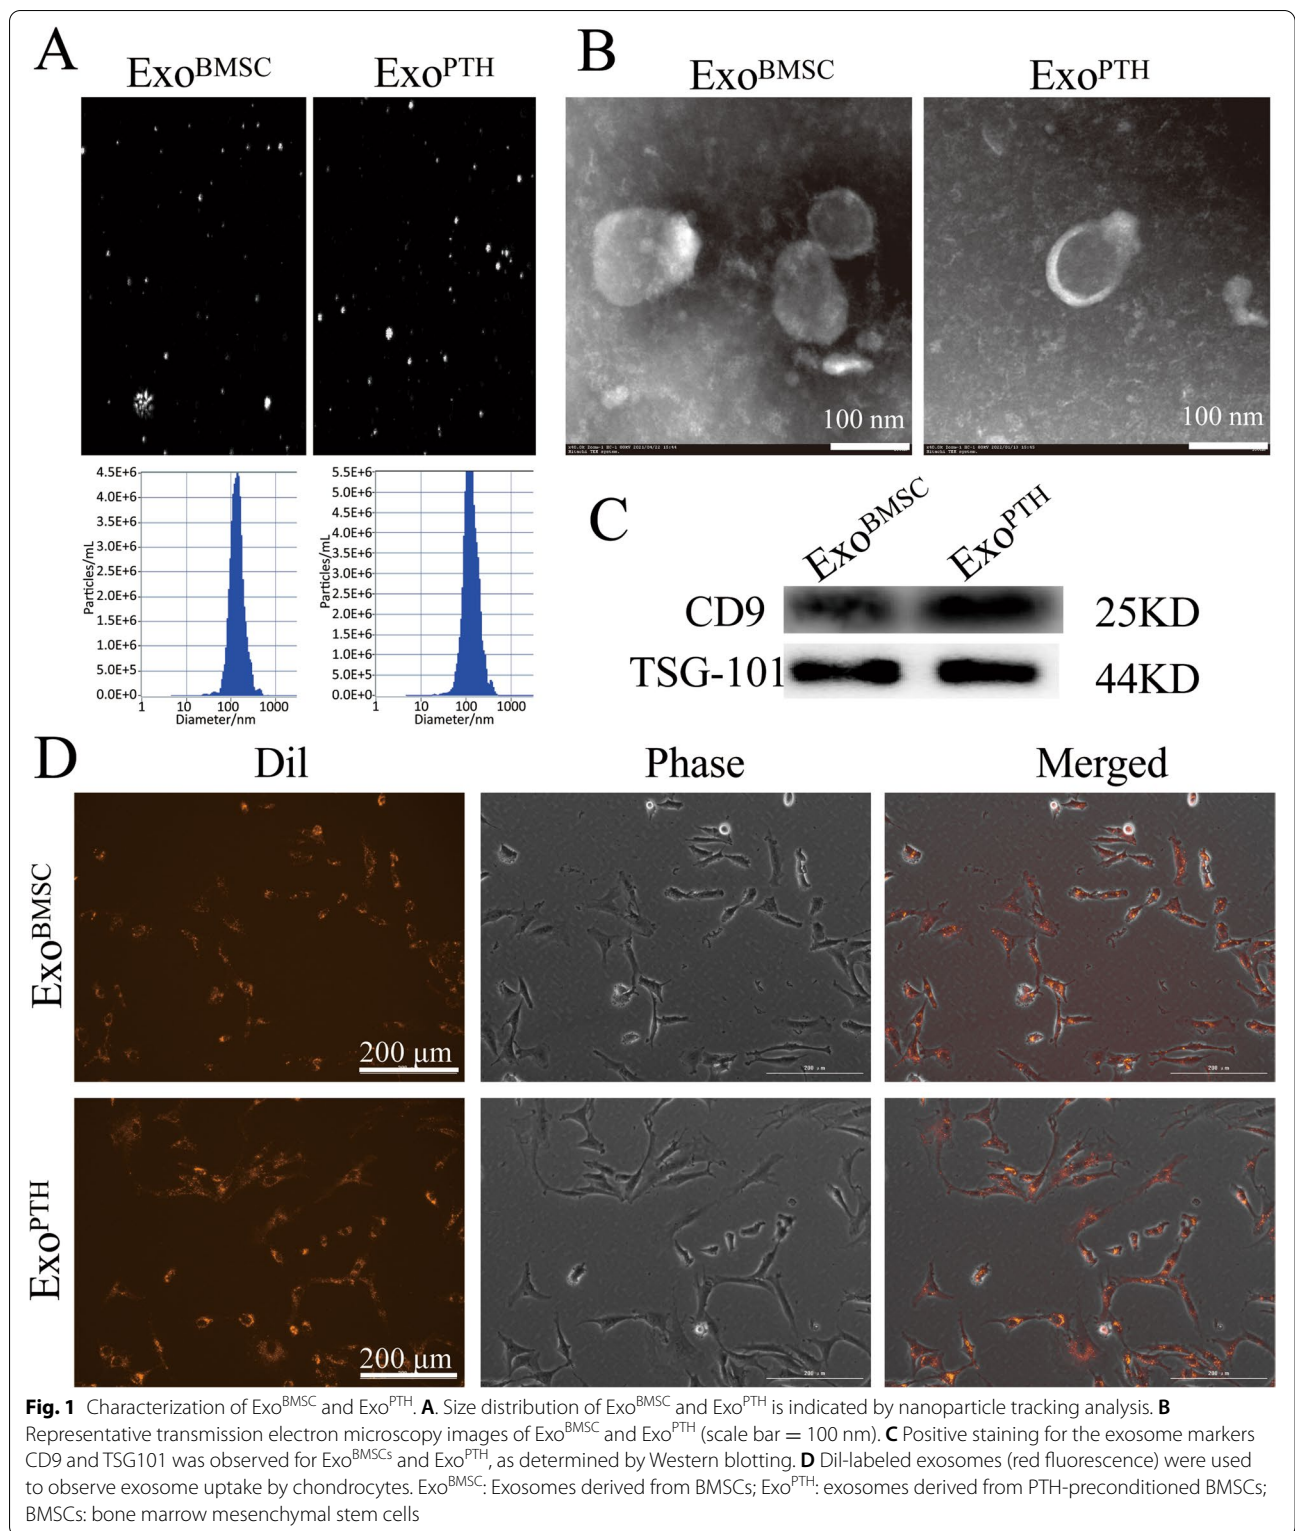 A
Exo^BMSC Exo^PTH
4.5E+6
4.0E+6
3.5E+6
3.0E+6
2.5E+6
2.0E+6
1.5E+6
1.0E+6
5.0E+5
0.0E+0
Particles/mL
1 10 100 1000
Diameter/nm
5.5E+6
5.0E+6
4.5E+6
4.0E+6
3.5E+6
3.0E+6
2.5E+6
2.0E+6
1.5E+6
1.0E+6
5.0E+5
0.0E+0
Particles/mL
1 10 100 1000
Diameter/nm
B
Exo^BMSC Exo^PTH
100 nm
100 nm
Hitachi TEM system.
Hitachi TEM system.
C
Exo^BMSC Exo^PTH
CD9 25KD
TSG-101 44KD
D
Dil Phase Merged
Exo^BMSC
200 µm
Exo^PTH
200 µm
Fig. 1 Characterization of Exo^BMSC and Exo^PTH. A. Size distribution of Exo^BMSC and Exo^PTH is indicated by nanoparticle tracking analysis. B
Representative transmission electron microscopy images of Exo^BMSC and Exo^PTH (scale bar = 100 nm). C Positive staining for the exosome markers
CD9 and TSG101 was observed for Exo^BMSCs and Exo^PTH, as determined by Western blotting. D Dil-labeled exosomes (red fluorescence) were used
to observe exosome uptake by chondrocytes. Exo^BMSC: Exosomes derived from BMSCs; Exo^PTH: exosomes derived from PTH-preconditioned BMSCs;
BMSCs: bone marrow mesenchymal stem cells